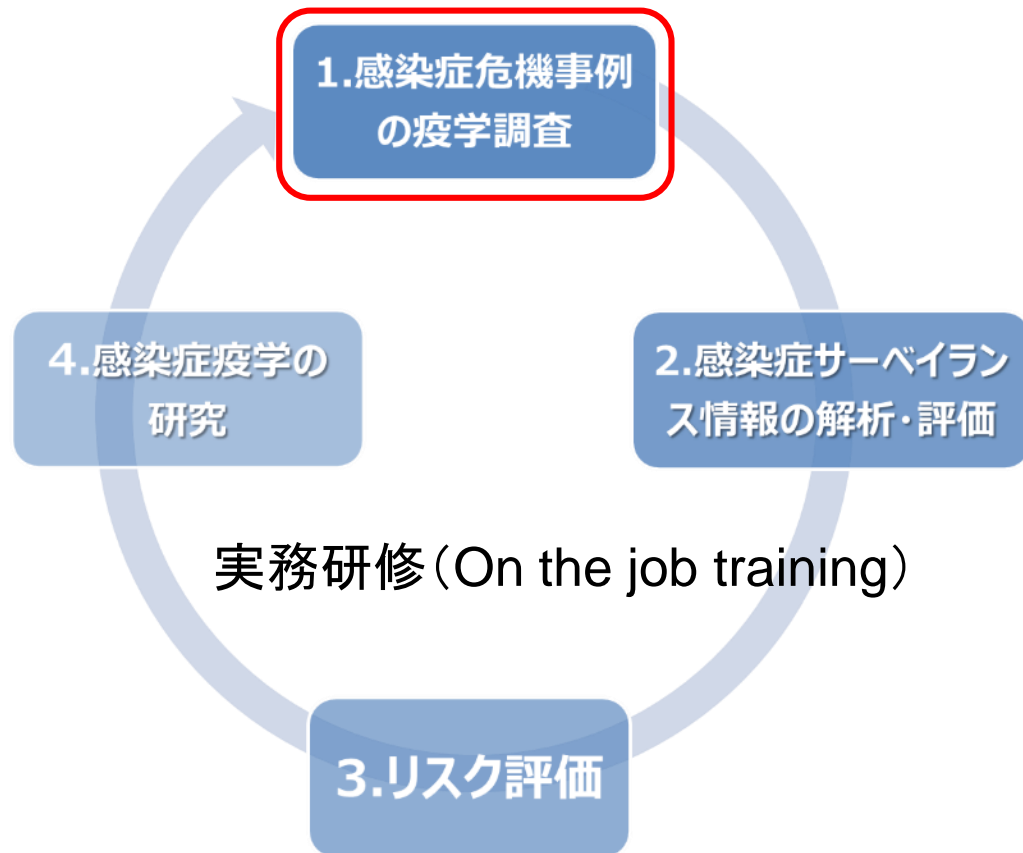 1.感染症危機事例
の疫学調査
4.感染症疫学の
研究
2.感染症サーベイラン
ス情報の解析・評価
実務研修（On the job training）
3.リスク評価